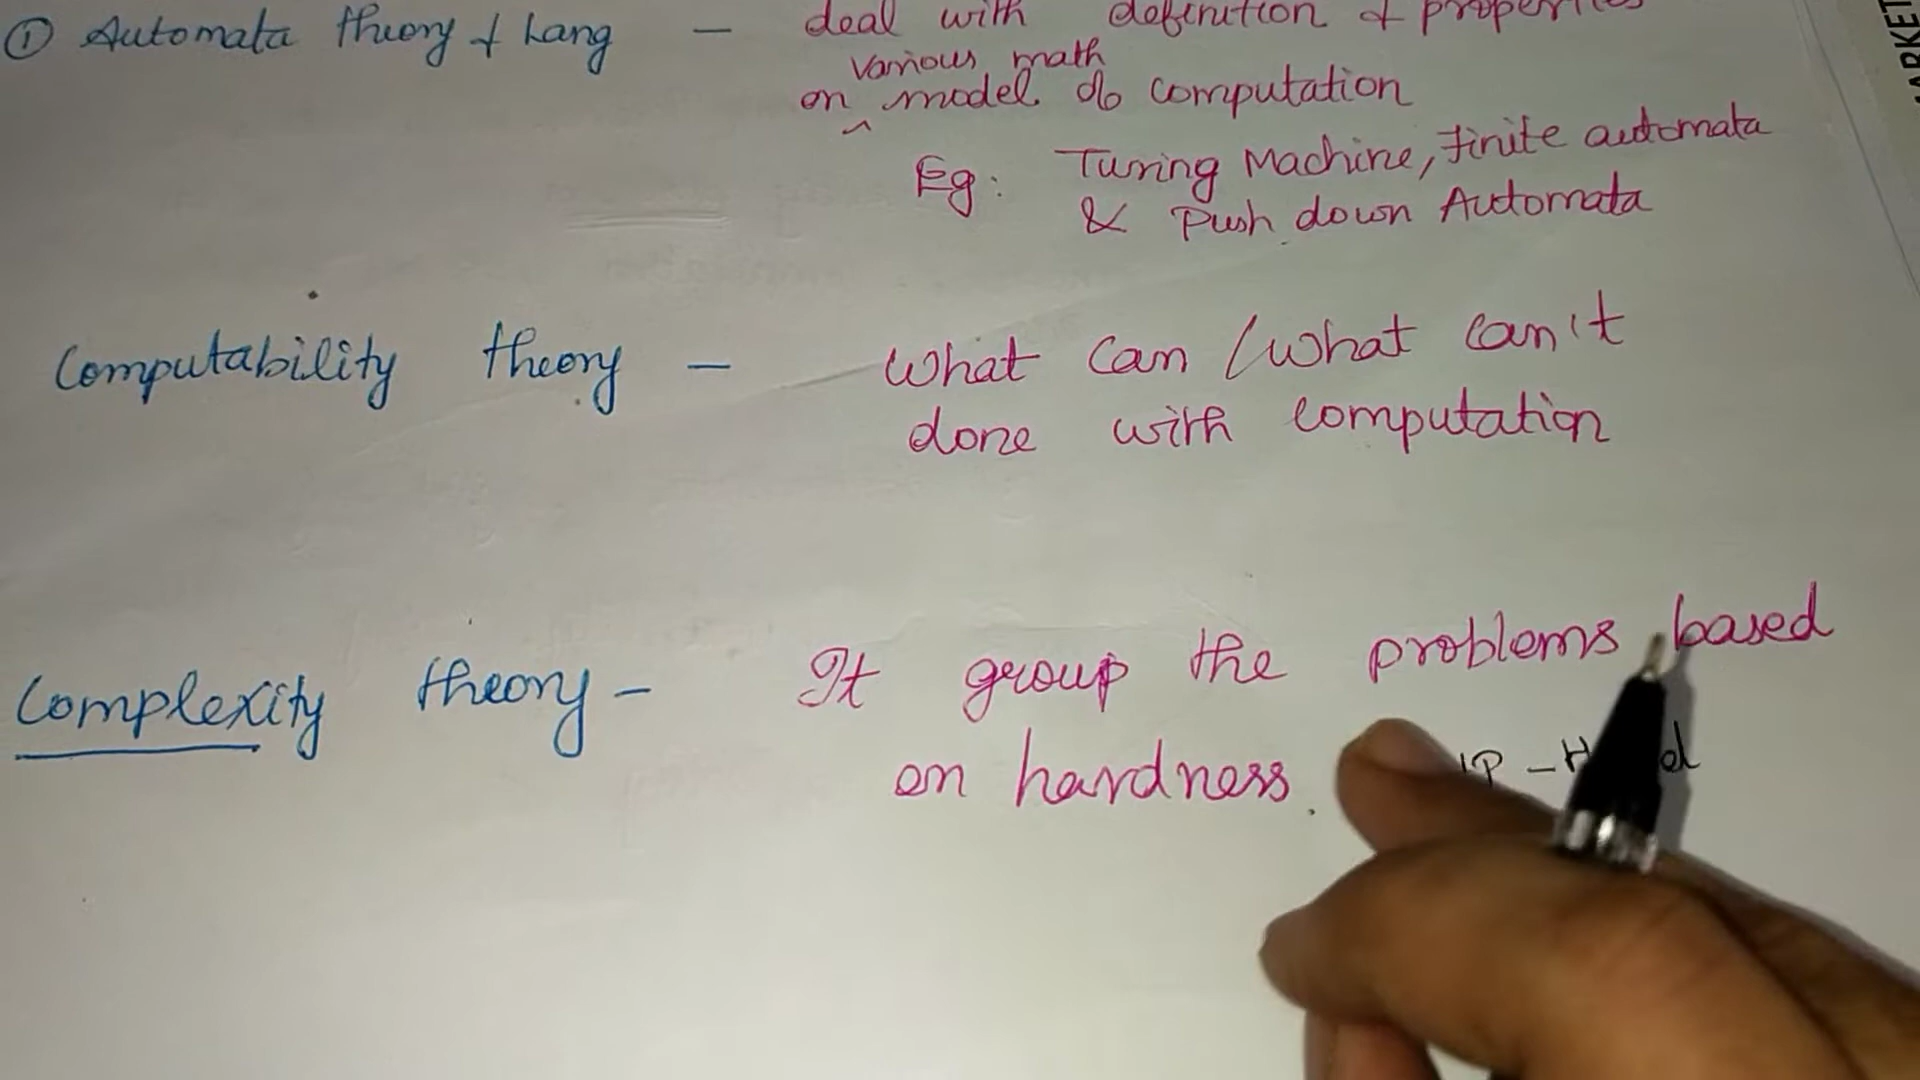 ① Automata theory & Lang - deal with definition & properties
various math
on model of computation
Eg: Turing Machine, Finite automata
& Push down Automata
Computability theory - What can / what can't
done with computation
Complexity theory - It group the problems based
on hardness.